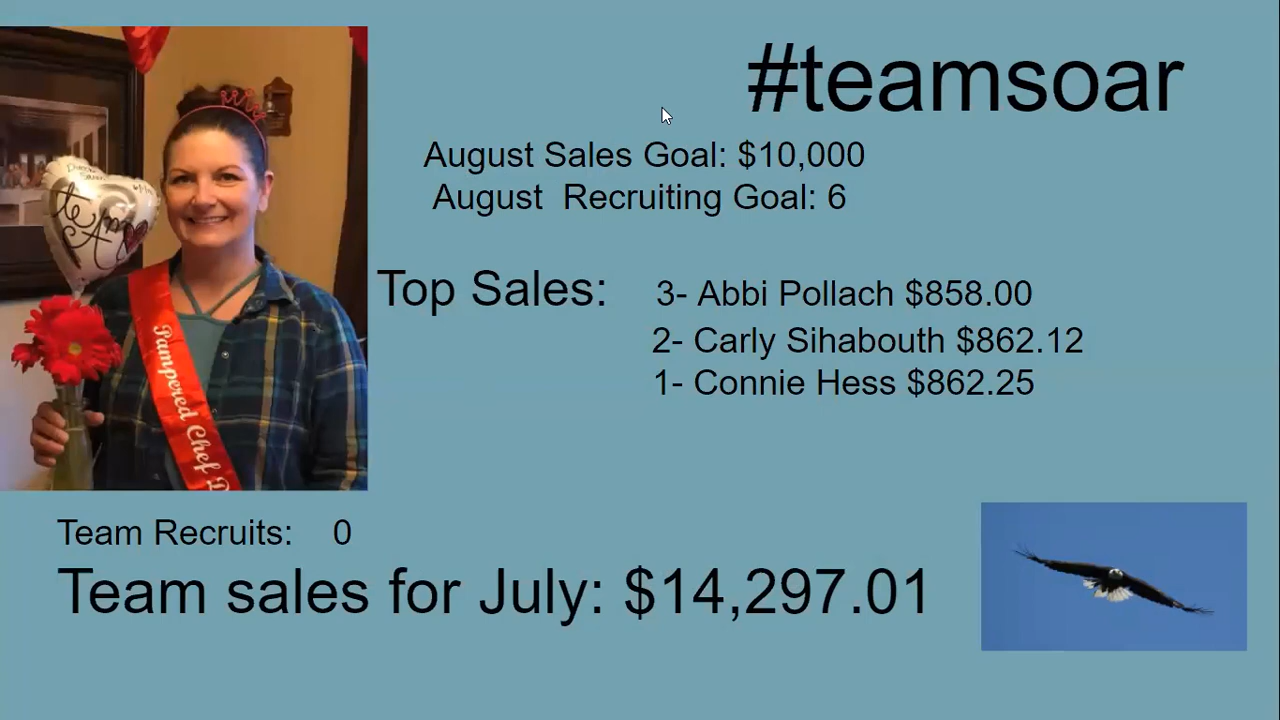 #teamsoar
August Sales Goal: $10,000
August  Recruiting Goal: 6
Top Sales:
3- Abbi Pollach $858.00
2- Carly Sihabouth $862.12
1- Connie Hess $862.25
Pampered Chef D
Team Recruits: 0
Team sales for July: $14,297.01